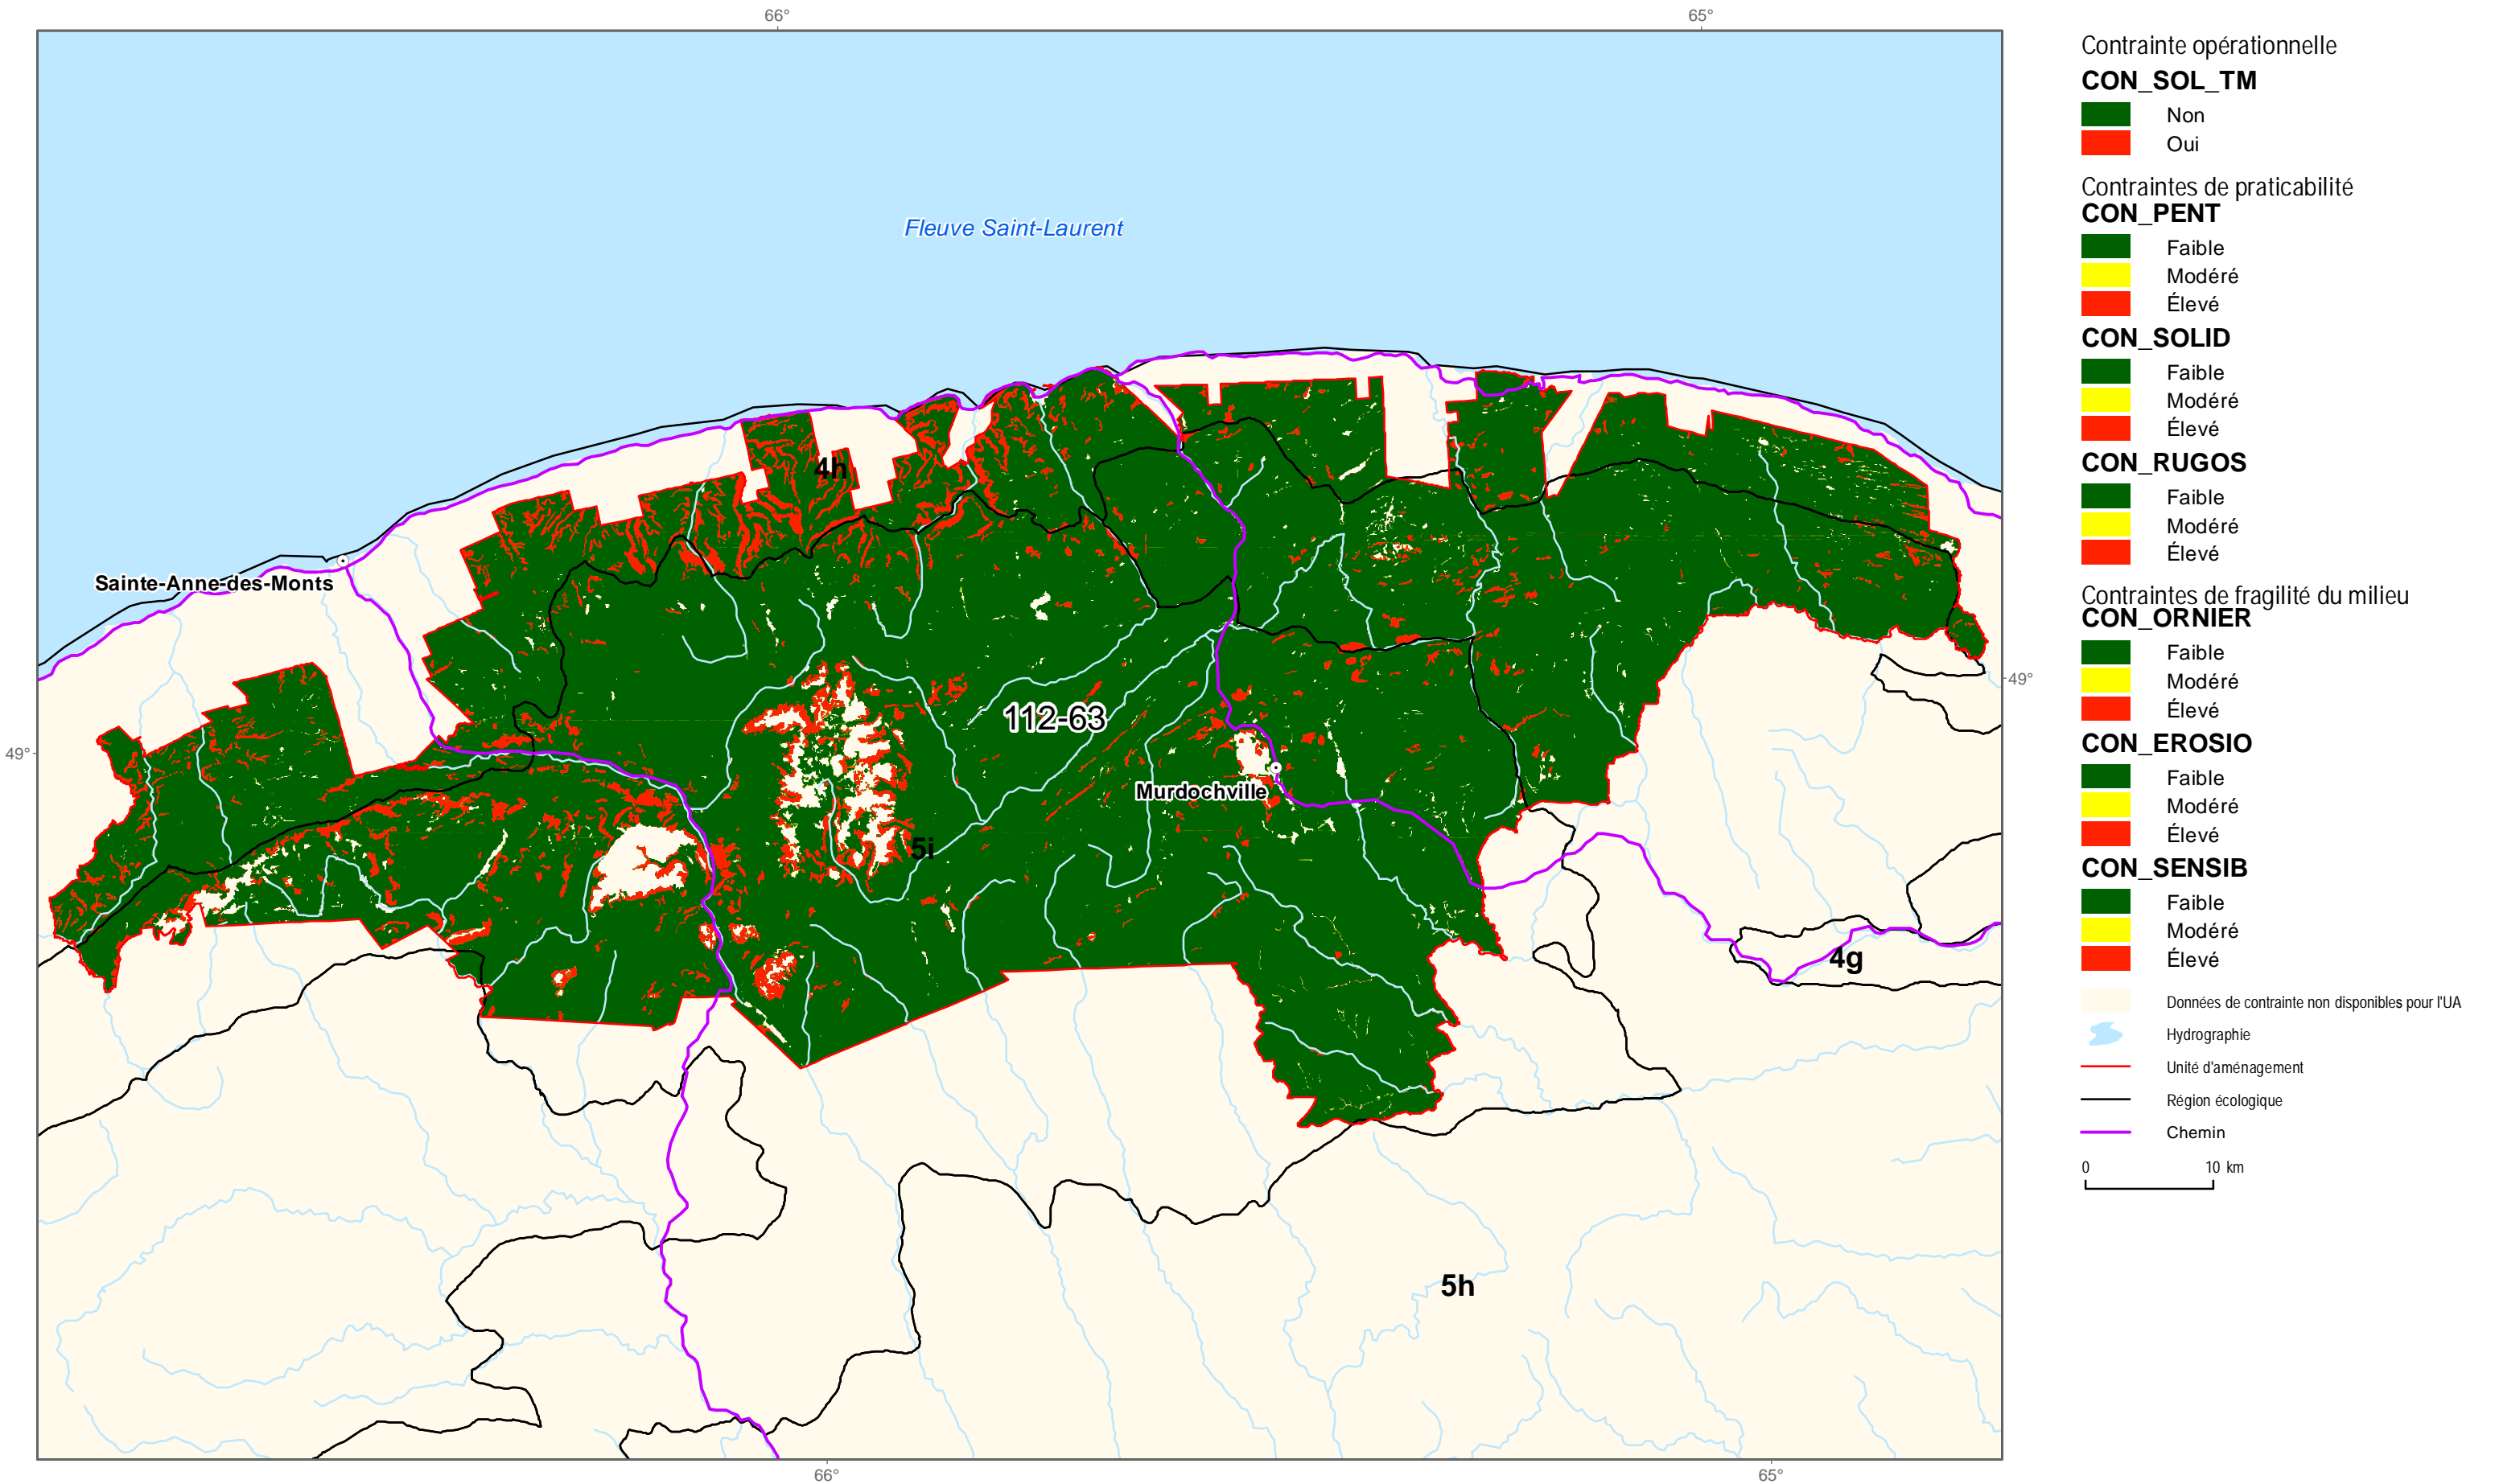 66°
65°
Fleuve Saint-Laurent
4h
Sainte-Anne-des-Monts
49°
112-63
49°
Murdochville
5i
4g
5h
66°
65°
Contrainte opérationnelle
CON_SOL_TM
Non
Oui
Contraintes de praticabilité
CON_PENT
Faible
Modéré
Élevé
CON_SOLID
Faible
Modéré
Élevé
CON_RUGOS
Faible
Modéré
Élevé
Contraintes de fragilité du milieu
CON_ORNIER
Faible
Modéré
Élevé
CON_EROSIO
Faible
Modéré
Élevé
CON_SENSIB
Faible
Modéré
Élevé
Données de contrainte non disponibles pour l'UA
Hydrographie
Unité d'aménagement
Région écologique
Chemin
0 10 km